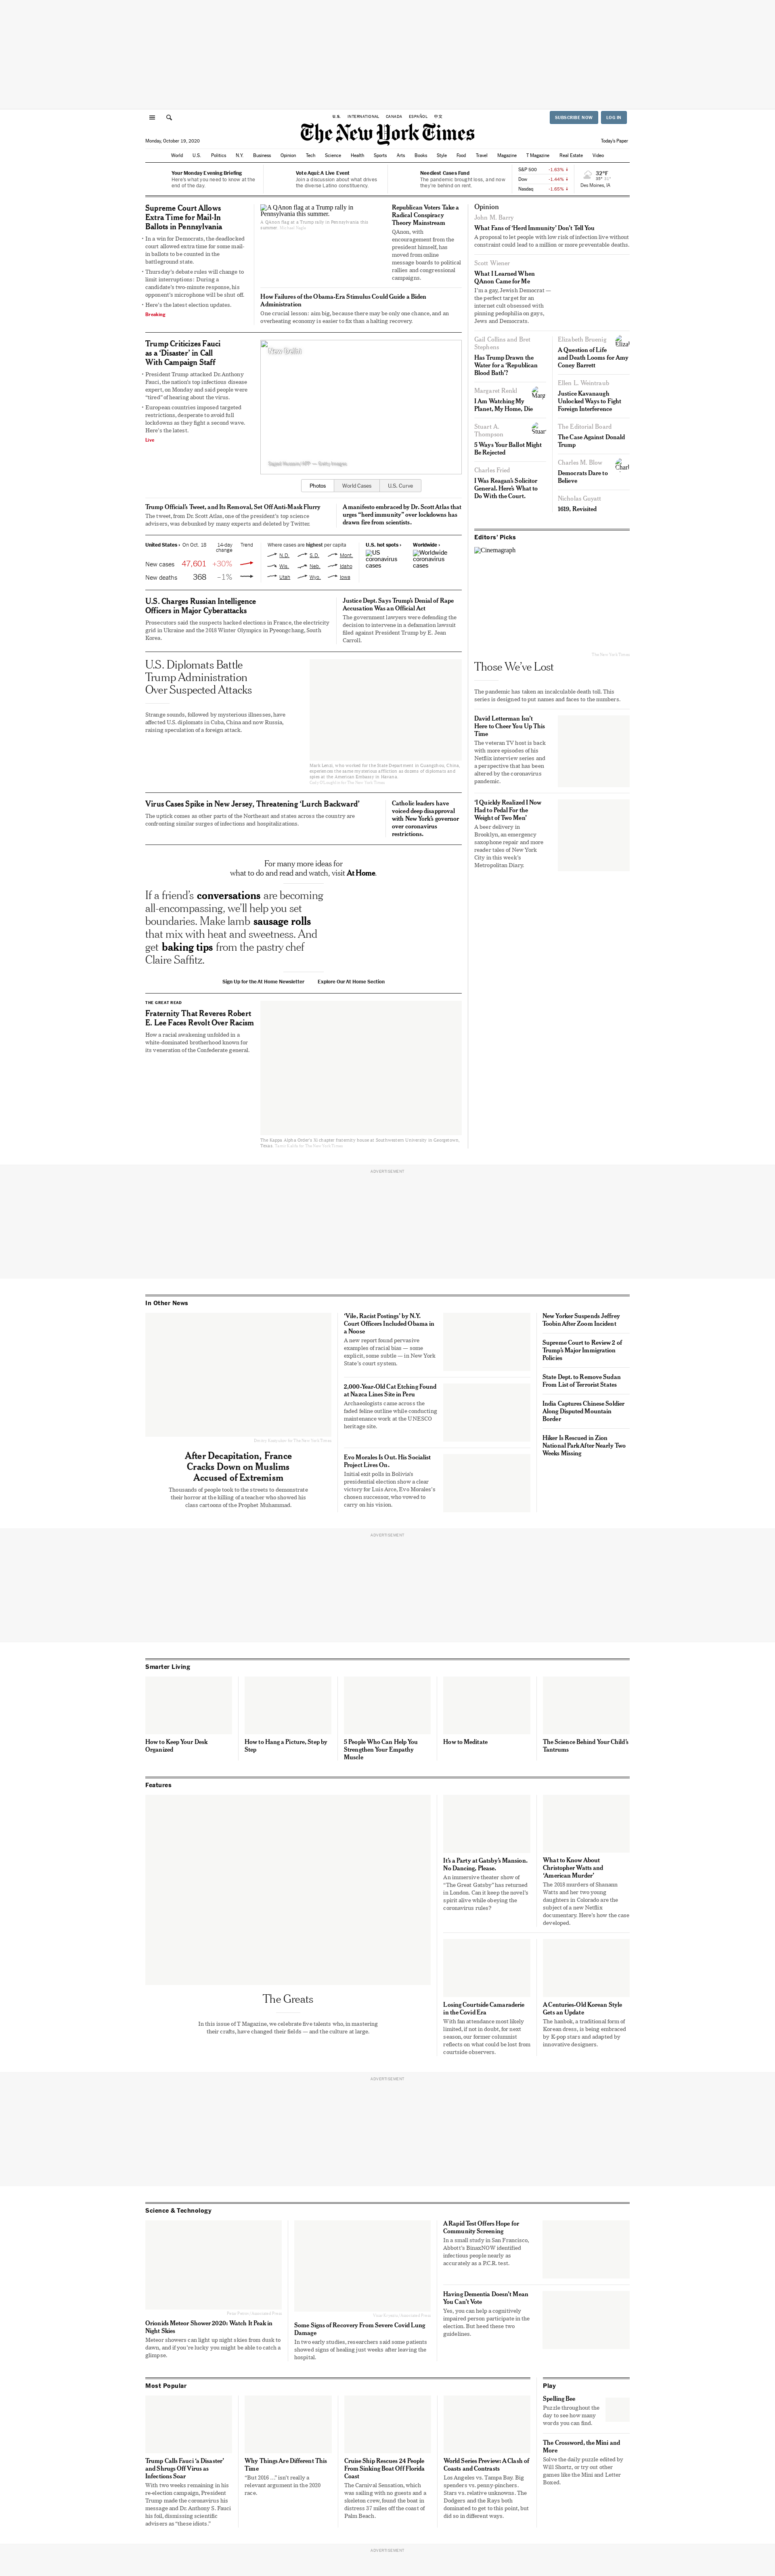 U.S.
INTERNATIONAL
CANADA
ESPAÑOL
中文
SUBSCRIBE NOW
LOG IN
The New York Times
Monday, October 19, 2020
Today's Paper
World U.S. Politics N.Y. Business Opinion Tech Science Health Sports Arts Books Style Food Travel Magazine T Magazine Real Estate Video
Your Monday Evening Briefing
Here's what you need to know at the
end of the day.
Vote Aquí: A Live Event
Join a discussion about what drives
the diverse Latino constituency.
Neediest Cases Fund
The pandemic brought loss, and now
they're behind on rent.
S&P 500 -1.63%
Dow -1.44%
Nasdaq -1.65%
32°F
Des Moines, IA
Supreme Court Allows
Extra Time for Mail-In
Ballots in Pennsylvania
• In a win for Democrats, the deadlocked
court allowed extra time for some mail-
in ballots to be counted in the
battleground state.
• Thursday's debate rules will change to
limit interruptions: During a
candidate's two-minute response, his
opponent's microphone will be shut off.
• Here's the latest election updates.
Breaking
A QAnon flag at a Trump rally in
Pennsylvania this summer.
A QAnon flag at a Trump rally in Pennsylvania this
summer.
Republican Voters Take a
Radical Conspiracy
Theory Mainstream
QAnon, with
encouragement from the
president himself, has
moved from online
message boards to political
rallies and congressional
campaigns.
How Failures of the Obama-Era Stimulus Could Guide a Biden
Administration
One crucial lesson: aim big, because there may be only one chance, and an
overheating economy is easier to fix than a halting recovery.
Trump Criticizes Fauci
as a 'Disaster' in Call
With Campaign Staff
• President Trump attacked Dr. Anthony
Fauci, the nation's top infectious disease
expert, on Monday and said people were
"tired" of hearing about the virus.
• European countries imposed targeted
restrictions, desperate to avoid full
lockdowns as they fight a second wave.
Here's the latest.
Live
New Delhi
Sajjad Hussain/AFP — Getty Images
Photos
World Cases
U.S. Curve
Trump Official's Tweet, and Its Removal, Set Off Anti-Mask Flurry
The tweet, from Dr. Scott Atlas, one of the president's top science
advisers, was debunked by many experts and deleted by Twitter.
A manifesto embraced by Dr. Scott Atlas that
urges "herd immunity" over lockdowns has
drawn fire from scientists.
United States › On Oct. 18 14-day
change Trend
New cases 47,601 +30%
New deaths 368 –1%
Where cases are highest per capita
N.D. S.D. Mont.
Wis. Neb. Idaho
Utah Wyo. Iowa
U.S. hot spots ›
US
coronavirus
cases
Worldwide ›
Worldwide
coronavirus
cases
U.S. Charges Russian Intelligence
Officers in Major Cyberattacks
Prosecutors said the suspects hacked elections in France, the electricity
grid in Ukraine and the 2018 Winter Olympics in Pyeongchang, South
Korea.
Justice Dept. Says Trump's Denial of Rape
Accusation Was an Official Act
The government lawyers were defending the
decision to intervene in a defamation lawsuit
filed against President Trump by E. Jean
Carroll.
U.S. Diplomats Battle
Trump Administration
Over Suspected Attacks
Strange sounds, followed by mysterious illnesses, have
affected U.S. diplomats in Cuba, China and now Russia,
raising speculation of a foreign attack.
Mark Lenzi, who worked for the State Department in Guangzhou, China,
experienced the same mysterious affliction as dozens of diplomats and
spies at the American Embassy in Havana.
Virus Cases Spike in New Jersey, Threatening 'Lurch Backward'
The uptick comes as other parts of the Northeast and states across the country are
confronting similar surges of infections and hospitalizations.
Catholic leaders have
voiced deep disapproval
with New York's governor
over coronavirus
restrictions.
For many more ideas for
what to do and read and watch, visit At Home.
If a friend's conversations are becoming
all-encompassing, we'll help you set
boundaries. Make lamb sausage rolls
that mix with heat and sweetness. And
get baking tips from the pastry chef
Claire Saffitz.
Sign Up for the At Home Newsletter
Explore Our At Home Section
THE GREAT READ
Fraternity That Reveres Robert
E. Lee Faces Revolt Over Racism
How a racial awakening unfolded in a
white-dominated brotherhood known for
its veneration of the Confederate general.
The Kappa Alpha Order's Xi chapter fraternity house at Southwestern University in Georgetown,
Texas.
Opinion
John M. Barry
What Fans of 'Herd Immunity' Don't Tell You
A proposal to let people with low risk of infection live without
constraint could lead to a million or more preventable deaths.
Scott Wiener
What I Learned When
QAnon Came for Me
I'm a gay, Jewish Democrat —
the perfect target for an
internet cult obsessed with
pinning pedophilia on gays,
Jews and Democrats.
Gail Collins and Bret
Stephens
Has Trump Drawn the
Water for a 'Republican
Blood Bath'?
Margaret Renkl
I Am Watching My
Planet, My Home, Die
Stuart A.
Thompson
5 Ways Your Ballot Might
Be Rejected
Charles Fried
I Was Reagan's Solicitor
General. Here's What to
Do With the Court.
Elizabeth Bruenig
A Question of Life
and Death Looms for Amy
Coney Barrett
Ellen L. Weintraub
Justice Kavanaugh
Unlocked Ways to Fight
Foreign Interference
The Editorial Board
The Case Against Donald
Trump
Charles M. Blow
Democrats Dare to
Believe
Nicholas Guyatt
1619, Revisited
Editors' Picks
Cinemagraph
The New York Times
Those We've Lost
The pandemic has taken an incalculable death toll. This
series is designed to put names and faces to the numbers.
David Letterman Isn't
Here to Cheer You Up This
Time
The veteran TV host is back
with more episodes of his
Netflix interview series and
a perspective that has been
altered by the coronavirus
pandemic.
'I Quickly Realized I Now
Had to Pedal For the
Weight of Two Men'
A beer delivery in
Brooklyn, an emergency
saxophone repair and more
reader tales of New York
City in this week's
Metropolitan Diary.
ADVERTISEMENT
In Other News
After Decapitation, France
Cracks Down on Muslims
Accused of Extremism
Thousands of people took to the streets to demonstrate
their horror at the killing of a teacher who showed his
class cartoons of the Prophet Muhammad.
'Vile, Racist Postings' by N.Y.
Court Officers Included Obama in
a Noose
A new report found pervasive
examples of racial bias — some
explicit, some subtle — in New York
State's court system.
2,000-Year-Old Cat Etching Found
at Nazca Lines Site in Peru
Archaeologists came across the
faded feline outline while conducting
maintenance work at the UNESCO
heritage site.
Evo Morales Is Out. His Socialist
Project Lives On.
Initial exit polls in Bolivia's
presidential election show a clear
victory for Luis Arce, Evo Morales's
chosen successor, who vowed to
carry on his vision.
New Yorker Suspends Jeffrey
Toobin After Zoom Incident
Supreme Court to Review 2 of
Trump's Major Immigration
Policies
State Dept. to Remove Sudan
From List of Terrorist States
India Captures Chinese Soldier
Along Disputed Mountain
Border
Hiker Is Rescued in Zion
National Park After Nearly Two
Weeks Missing
ADVERTISEMENT
Smarter Living
How to Keep Your Desk
Organized
How to Hang a Picture, Step by
Step
5 People Who Can Help You
Strengthen Your Empathy
Muscle
How to Meditate
The Science Behind Your Child's
Tantrums
Features
The Greats
In this issue of T Magazine, we celebrate five talents who, in mastering
their crafts, have changed their fields — and the culture at large.
It's a Party at Gatsby's Mansion.
No Dancing, Please.
An immersive theater show of
"The Great Gatsby" has returned
in London. Can it keep the novel's
spirit alive while obeying the
coronavirus rules?
What to Know About
Christopher Watts and
'American Murder'
The 2018 murders of Shanann
Watts and her two young
daughters in Colorado are the
subject of a new Netflix
documentary. Here's how the case
developed.
Losing Courtside Camaraderie
in the Covid Era
With fan attendance most likely
limited, if not in doubt, for next
season, our former columnist
reflects on what could be lost from
courtside observers.
A Centuries-Old Korean Style
Gets an Update
The hanbok, a traditional form of
Korean dress, is being embraced
by K-pop stars and adapted by
innovative designers.
ADVERTISEMENT
Science & Technology
Orionids Meteor Shower 2020: Watch It Peak in
Night Skies
Meteor showers can light up night skies from dusk to
dawn, and if you're lucky you might be able to catch a
glimpse.
Some Signs of Recovery From Severe Covid Lung
Damage
In two early studies, researchers said some patients
showed signs of healing just weeks after leaving the
hospital.
A Rapid Test Offers Hope for
Community Screening
In a small study in San Francisco,
Abbott's BinaxNOW identified
infectious people nearly as
accurately as a P.C.R. test.
Having Dementia Doesn't Mean
You Can't Vote
Yes, you can help a cognitively
impaired person participate in the
election. But heed these two
guidelines.
Most Popular
Trump Calls Fauci 'a Disaster'
and Shrugs Off Virus as
Infections Soar
With two weeks remaining in his
re-election campaign, President
Trump made the coronavirus his
message and Dr. Anthony S. Fauci
his foil, dismissing scientific
advisers as "these idiots."
Why Things Are Different This
Time
"But 2016 ..." isn't really a
relevant argument in the 2020
race.
Cruise Ship Rescues 24 People
From Sinking Boat Off Florida
Coast
The Carnival Sensation, which
was sailing with no guests and a
skeleton crew, found the boat in
distress 37 miles off the coast of
Palm Beach.
World Series Preview: A Clash of
Coasts and Contrasts
Los Angeles vs. Tampa Bay. Big
spenders vs. penny-pinchers.
Stars vs. relative unknowns. The
Dodgers and the Rays both
dominated to get to this point, but
did so in different ways.
Play
Spelling Bee
Puzzle throughout the
day to see how many
words you can find.
The Crossword, the Mini and
More
Solve the daily puzzle edited by
Will Shortz, or try out other
games like the Mini and Letter
Boxed.
ADVERTISEMENT